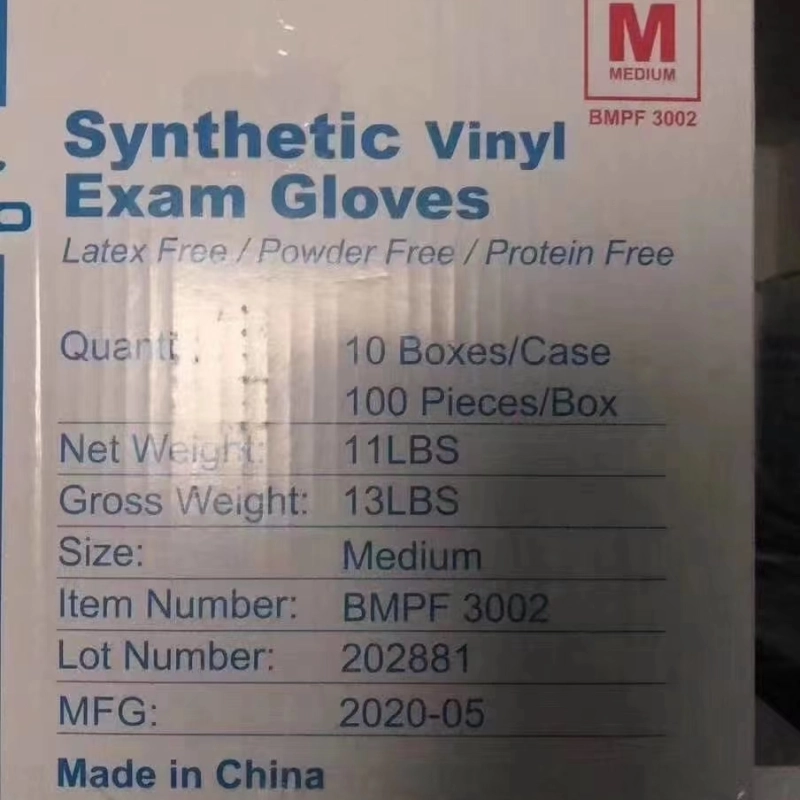 M
MEDIUM
BMPF 3002
Synthetic Vinyl
Exam Gloves
Latex Free / Powder Free / Protein Free
10 Boxes/Case
100 Pieces/Box
Net Weight: 11LBS
Gross Weight: 13LBS
Size: Medium
Item Number: BMPF 3002
Lot Number: 202881
MFG: 2020-05
Made in China